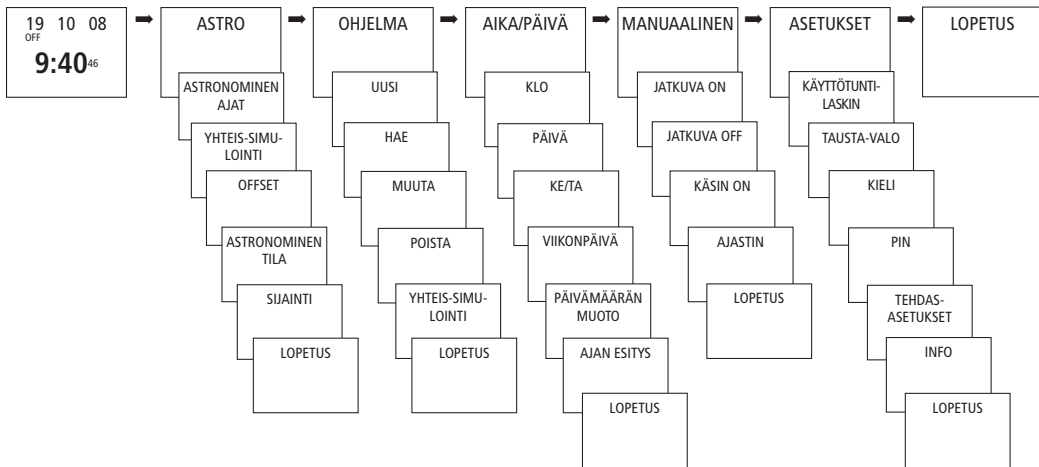 19 10 08
OFF
9:40 46
ASTRO
ASTRONOMINEN
AJAT
YHTEIS-SIMU-
LOINTI
OFFSET
ASTRONOMINEN
TILA
SIJAINTI
LOPETUS
OHJELMA
UUSI
HAE
MUUTA
POISTA
YHTEIS-SIMU-
LOINTI
LOPETUS
AIKA/PÄIVÄ
KLO
PÄIVÄ
KE/TA
VIIKONPÄIVÄ
PÄIVÄMÄÄRÄN
MUOTO
AJAN ESITYS
LOPETUS
MANUAALINEN
JATKUVA ON
JATKUVA OFF
KÄSIN ON
AJASTIN
LOPETUS
ASETUKSET
KÄYTTÖTUNTI-
LASKIN
TAUSTA-VALO
KIELI
PIN
TEHDAS-
ASETUKSET
INFO
LOPETUS
LOPETUS